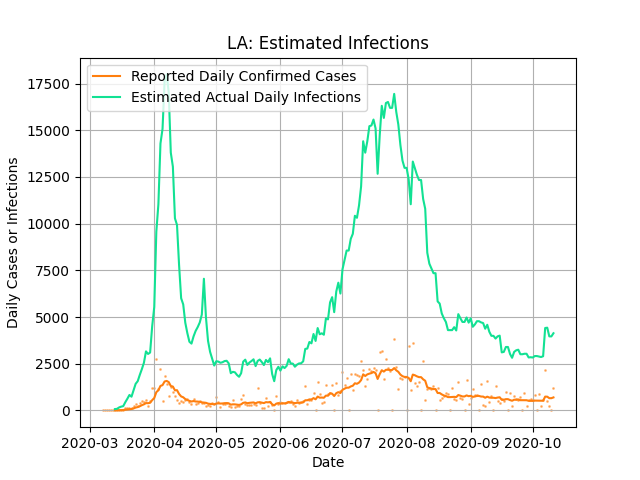 LA: Estimated Infections
Reported Daily Confirmed Cases
Estimated Actual Daily Infections
17500
15000
12500
10000
7500
5000
2500
0
Daily Cases or Infections
2020-03 2020-04 2020-05 2020-06 2020-07 2020-08 2020-09 2020-10
Date